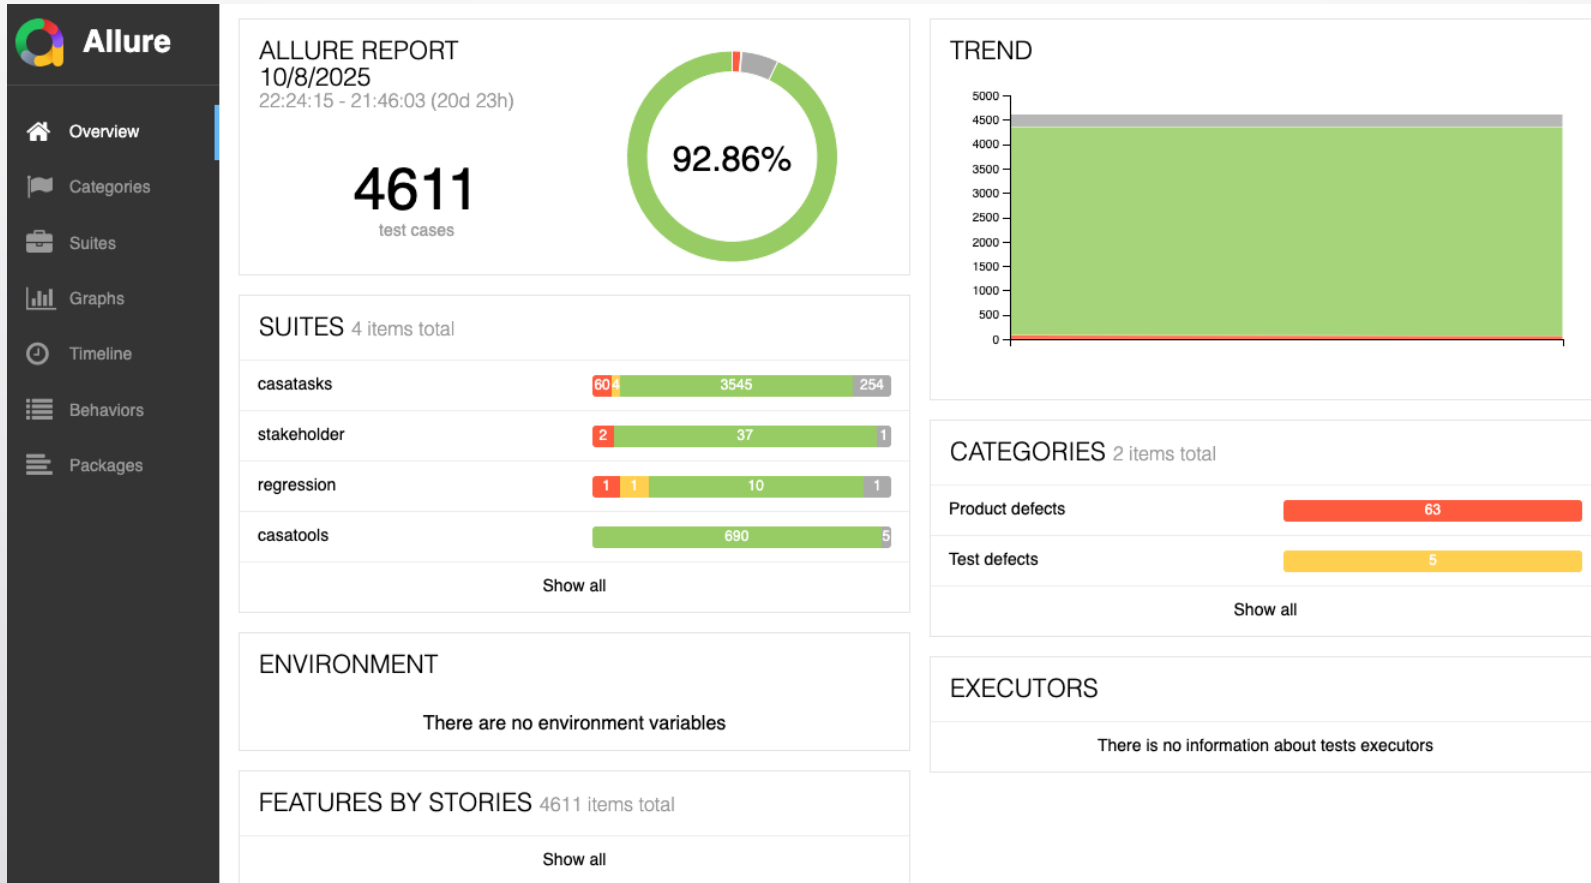 Allure
Overview
Categories
Suites
Graphs
Timeline
Behaviors
Packages
ALLURE REPORT
10/8/2025
22:24:15 - 21:46:03 (20d 23h)
4611
test cases
92.86%
SUITES 4 items total
casatasks 60 4 3545 254
stakeholder 2 37 1
regression 1 1 10 1
casatools 690 5
Show all
ENVIRONMENT
There are no environment variables
FEATURES BY STORIES 4611 items total
Show all
TREND
5000
4500
4000
3500
3000
2500
2000
1500
1000
500
0
CATEGORIES 2 items total
Product defects 63
Test defects 5
Show all
EXECUTORS
There is no information about tests executors